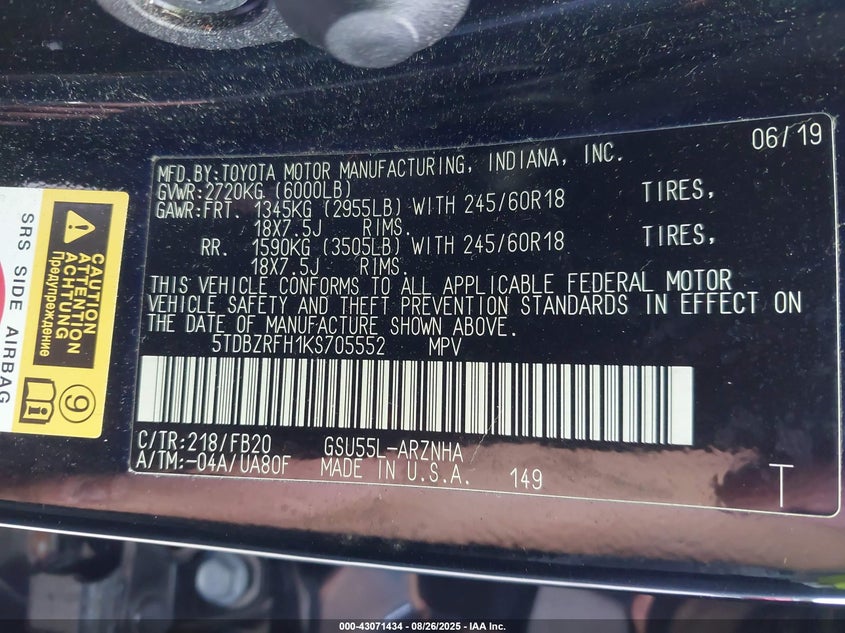 06/19
MFD.BY:TOYOTA MOTOR MANUFACTURING, INDIANA, INC.
GVWR:2720KG (6000LB)
GAWR:FRT. 1345KG (2955LB) WITH 245/60R18 TIRES,
18X7.5J RIMS.
RR. 1590KG (3505LB) WITH 245/60R18 TIRES,
18X7.5J RIMS.
THIS VEHICLE CONFORMS TO ALL APPLICABLE FEDERAL MOTOR
VEHICLE SAFETY AND THEFT PREVENTION STANDARDS IN EFFECT ON
THE DATE OF MANUFACTURE SHOWN ABOVE.
5TDBZRFH1KS705552 MPV
C/TR:218/FB20 GSU55L-ARZNHA
A/TM:-04A/UA80F MADE IN U.S.A. 149
T
CAUTION
ATTENTION
ACHTUNG
Предупреждение
9
SRS SIDE AIRBAG
000-43071434 - 08/26/2025 - IAA Inc.